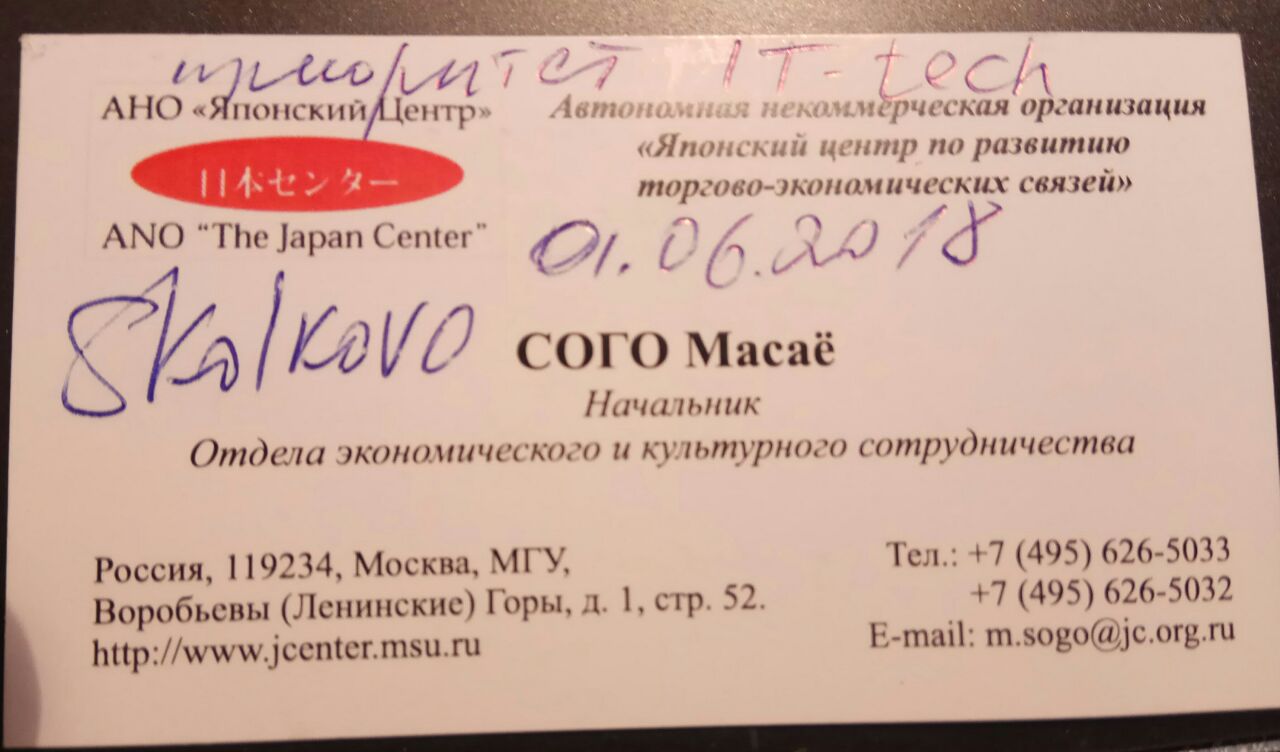 приоритет IT-tech
АНО «Японский Центр»
日本センター
ANO “The Japan Center”
Автономная некоммерческая организация
«Японский центр по развитию
торгово-экономических связей»
01.06.2018
Skolkovo
СОГО Масаё
Начальник
Отдела экономического и культурного сотрудничества
Россия, 119234, Москва, МГУ,
Воробьевы (Ленинские) Горы, д. 1, стр. 52.
http://www.jcenter.msu.ru
Тел.: +7 (495) 626-5033
+7 (495) 626-5032
E-mail: m.sogo@jc.org.ru